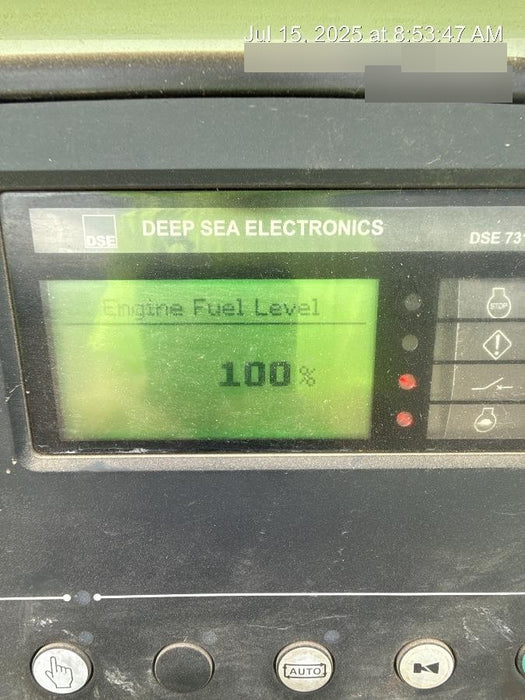 Jul 15, 2025 at 8:53:47 AM
DSE
DEEP SEA ELECTRONICS
DSE 731
Engine Fuel Level
100 %
STOP
AUTO